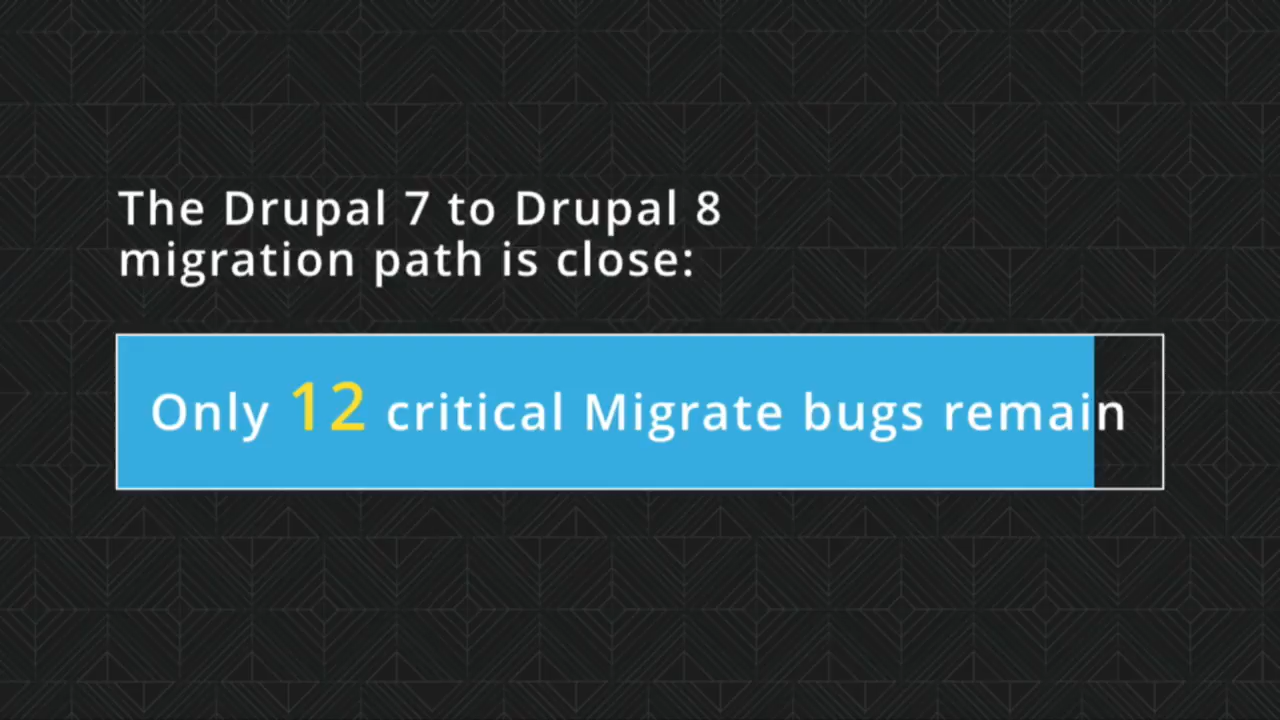 The Drupal 7 to Drupal 8
migration path is close:
Only 12 critical Migrate bugs remain